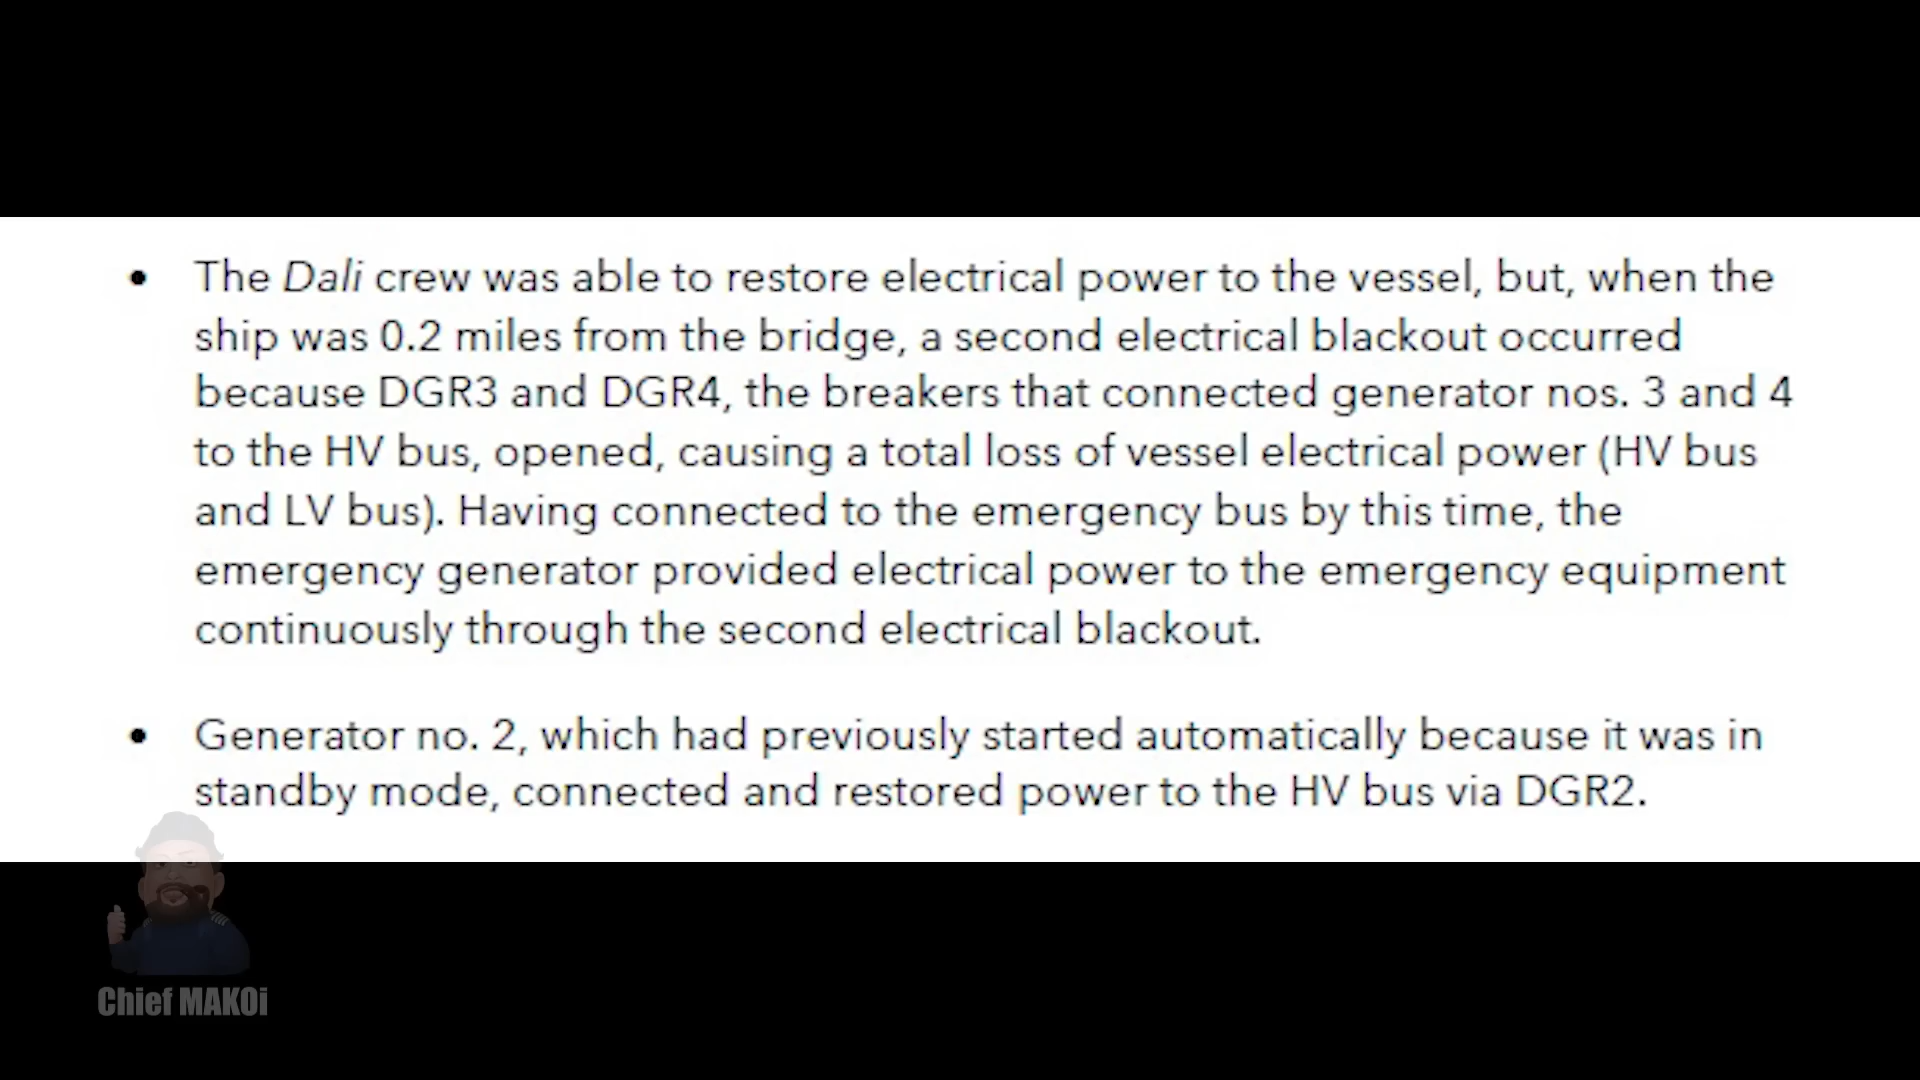 • The Dali crew was able to restore electrical power to the vessel, but, when the
ship was 0.2 miles from the bridge, a second electrical blackout occurred
because DGR3 and DGR4, the breakers that connected generator nos. 3 and 4
to the HV bus, opened, causing a total loss of vessel electrical power (HV bus
and LV bus). Having connected to the emergency bus by this time, the
emergency generator provided electrical power to the emergency equipment
continuously through the second electrical blackout.
• Generator no. 2, which had previously started automatically because it was in
standby mode, connected and restored power to the HV bus via DGR2.
Chief MAKOi